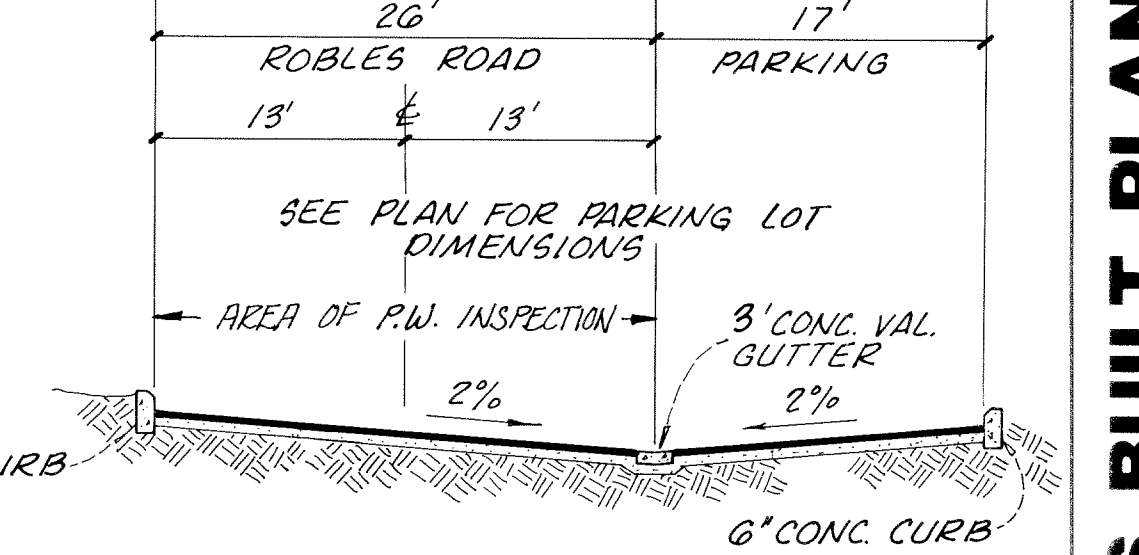 26' 17'
ROBLES ROAD PARKING
13' ℄ 13'
SEE PLAN FOR PARKING LOT
DIMENSIONS
AREA OF P.W. INSPECTION
3' CONC. VAL.
GUTTER
2% 2%
6" CONC. CURB
BUILT